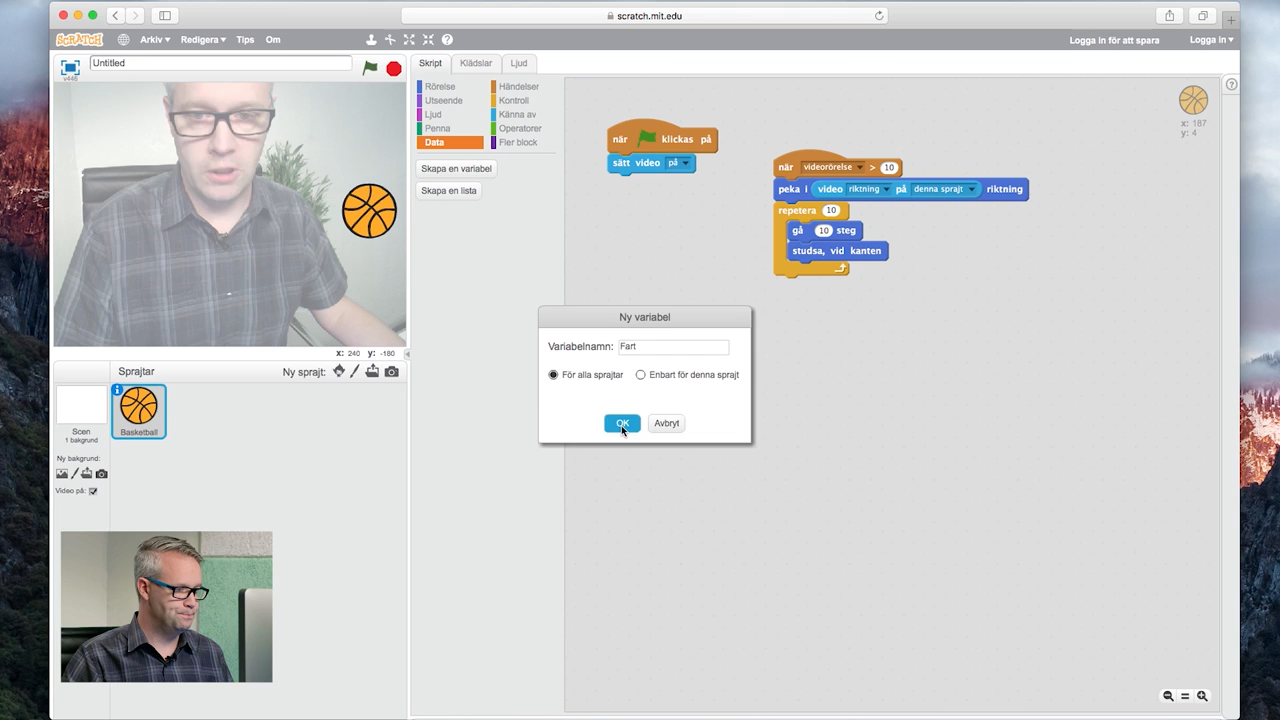 scratch.mit.edu
SCRATCH Arkiv Redigera Tips Om Logga in för att spara Logga in
v446 Untitled
Skript Klädslar Ljud
Rörelse Händelser
Utseende Kontroll
Ljud Känna av
Penna Operatorer
Data Fler block
Skapa en variabel
Skapa en lista
när klickas på
sätt video på
när videorörelse > 10
peka i video riktning på denna sprajt riktning
repetera 10
gå 10 steg
studsa, vid kanten
x: 187
y: 4
Ny variabel
Variabelnamn: Fart
För alla sprajtar Enbart för denna sprajt
OK Avbryt
x: 240 y: -180
Sprajtar Ny sprajt:
Scen
1 bakgrund
Basketball
Ny bakgrund:
Video på: